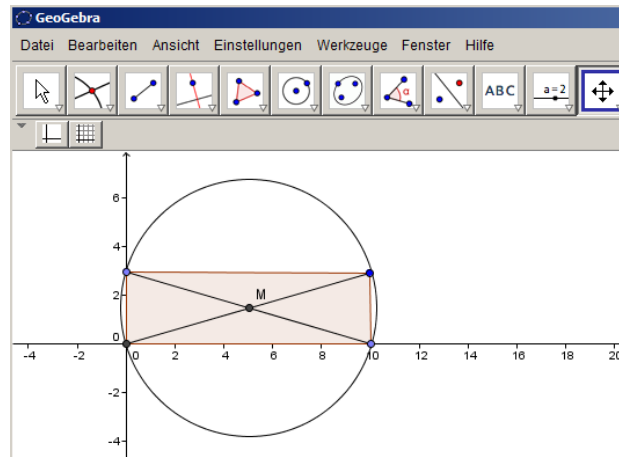 GeoGebra
Datei Bearbeiten Ansicht Einstellungen Werkzeuge Fenster Hilfe
α ABC a=2
6
4
M
2
0
-4 -2 0 2 4 6 8 10 12 14 16 18 20
-2
-4